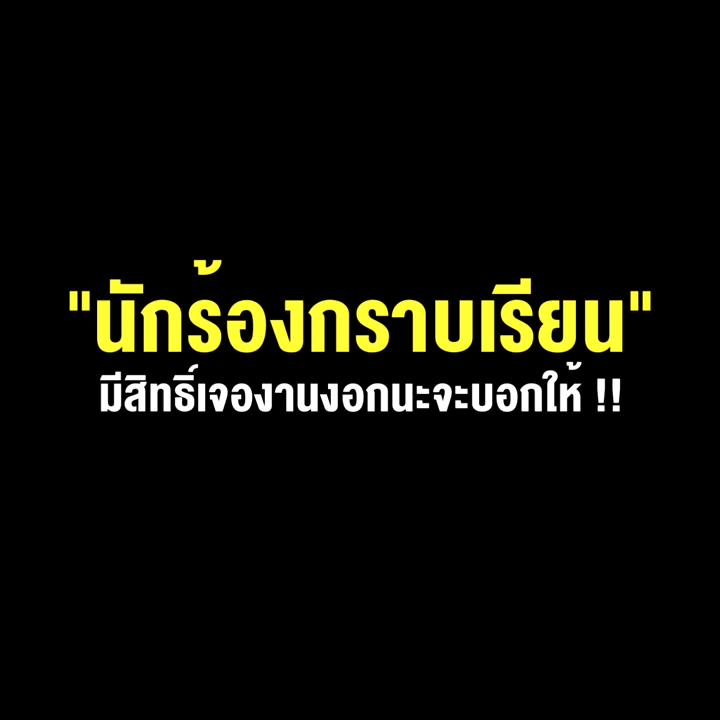 "นักร้องกราบเรียน"
มีสิทธิ์เจองานงอกนะจะบอกให้ !!